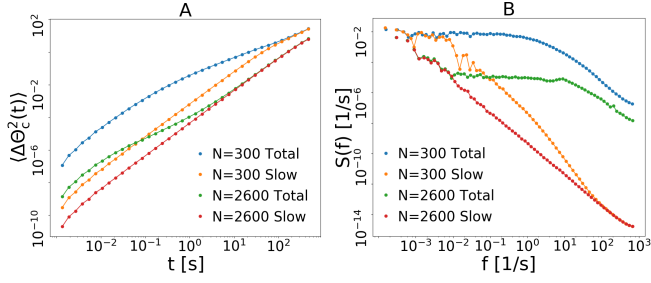 A
B
10^2
10^-2
10^-6
10^-10
⟨ΔΘ_c^2(t)⟩
N=300 Total
N=300 Slow
N=2600 Total
N=2600 Slow
10^-2 10^-1 10^0 10^1 10^2
t [s]
10^-2
10^-6
10^-10
10^-14
S(f) [1/s]
N=300 Total
N=300 Slow
N=2600 Total
N=2600 Slow
10^-3 10^-2 10^-1 10^0 10^1 10^2 10^3
f [1/s]